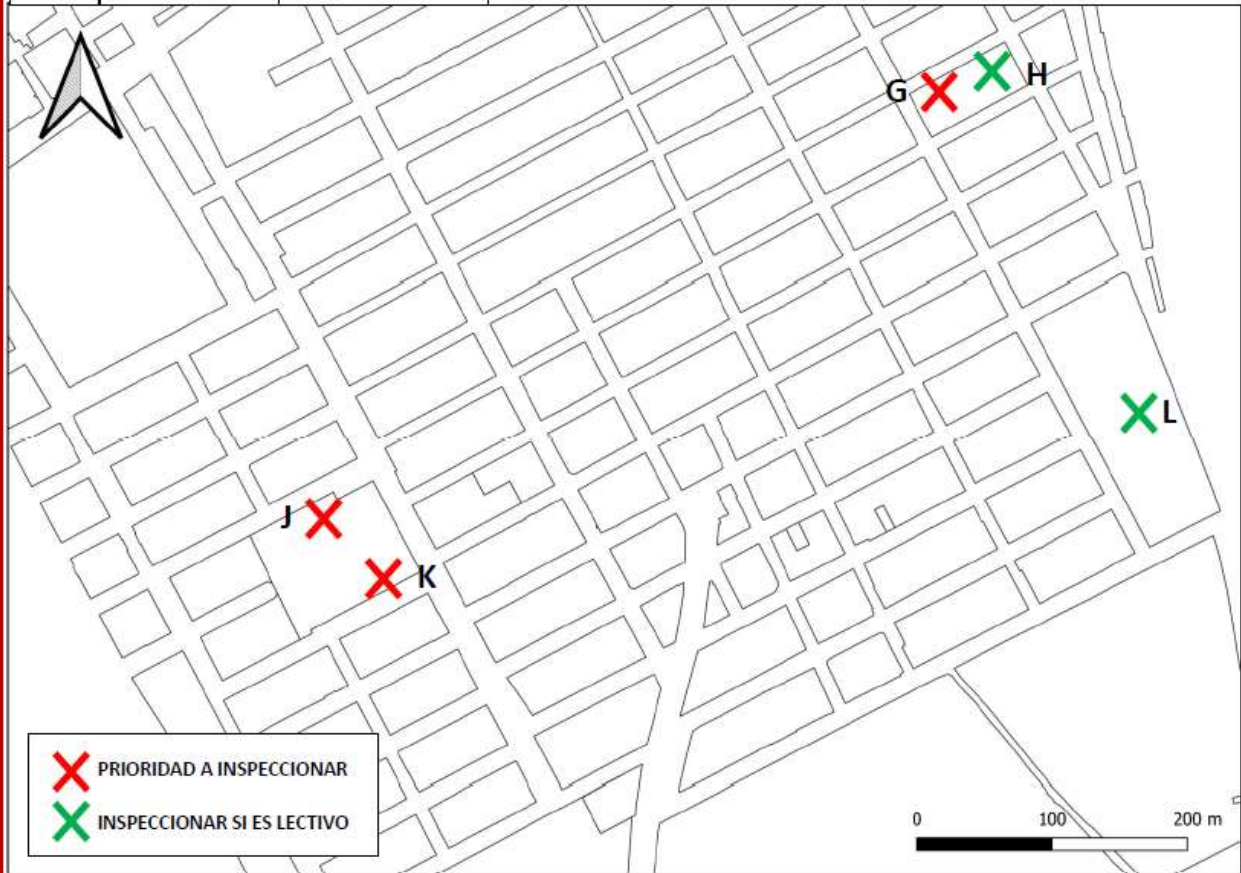 H
G
L
J
K
PRIORIDAD A INSPECCIONAR
INSPECCIONAR SI ES LECTIVO
0 100 200 m